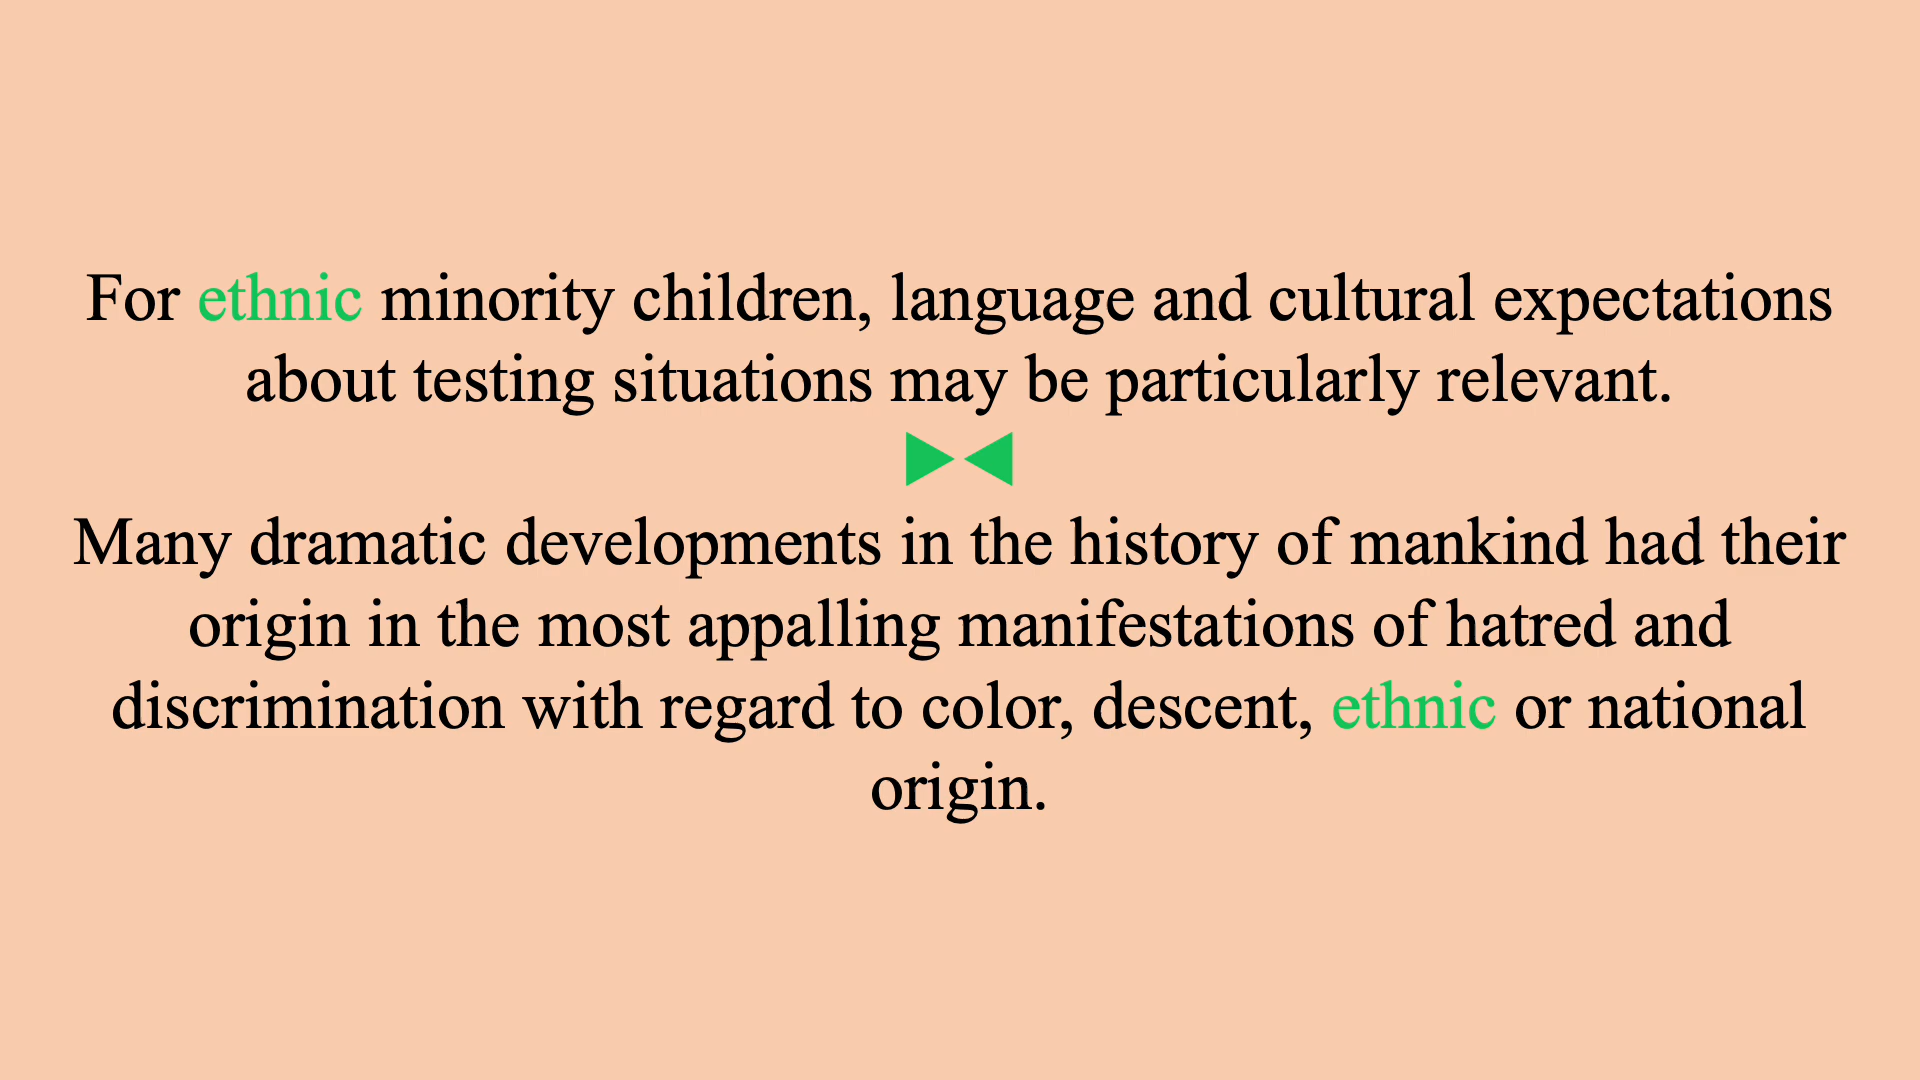 For ethnic minority children, language and cultural expectations
about testing situations may be particularly relevant.
Many dramatic developments in the history of mankind had their
origin in the most appalling manifestations of hatred and
discrimination with regard to color, descent, ethnic or national
origin.